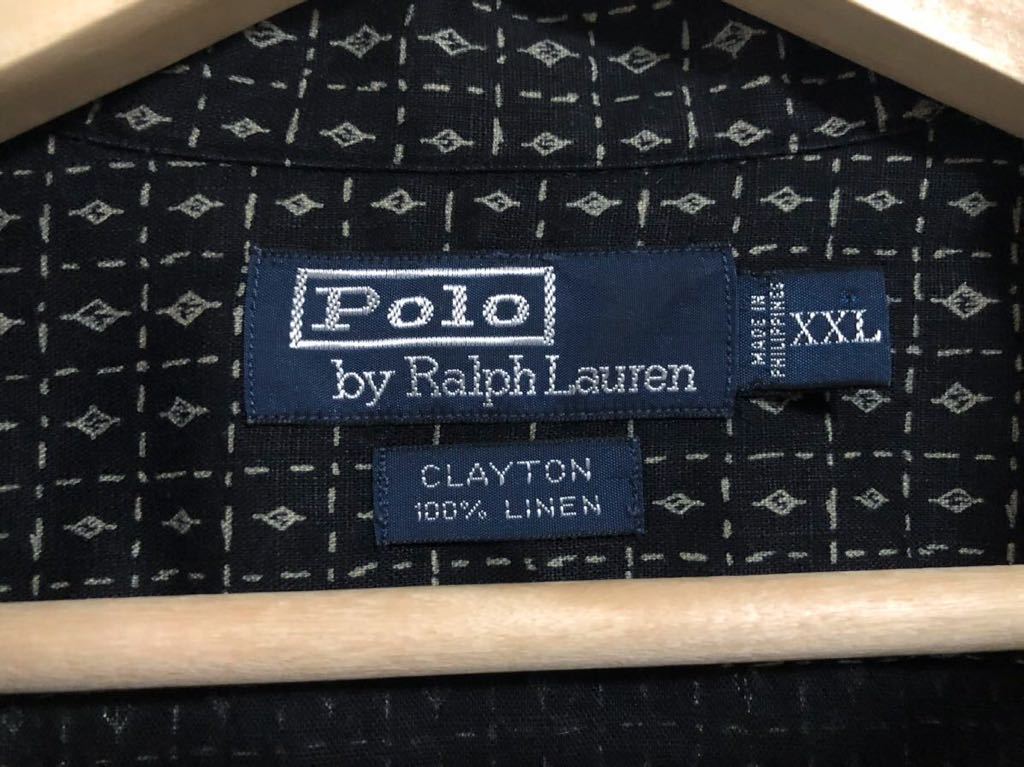 Polo
by Ralph Lauren
MADE IN
PHILIPPINES
XXL
CLAYTON
100% LINEN